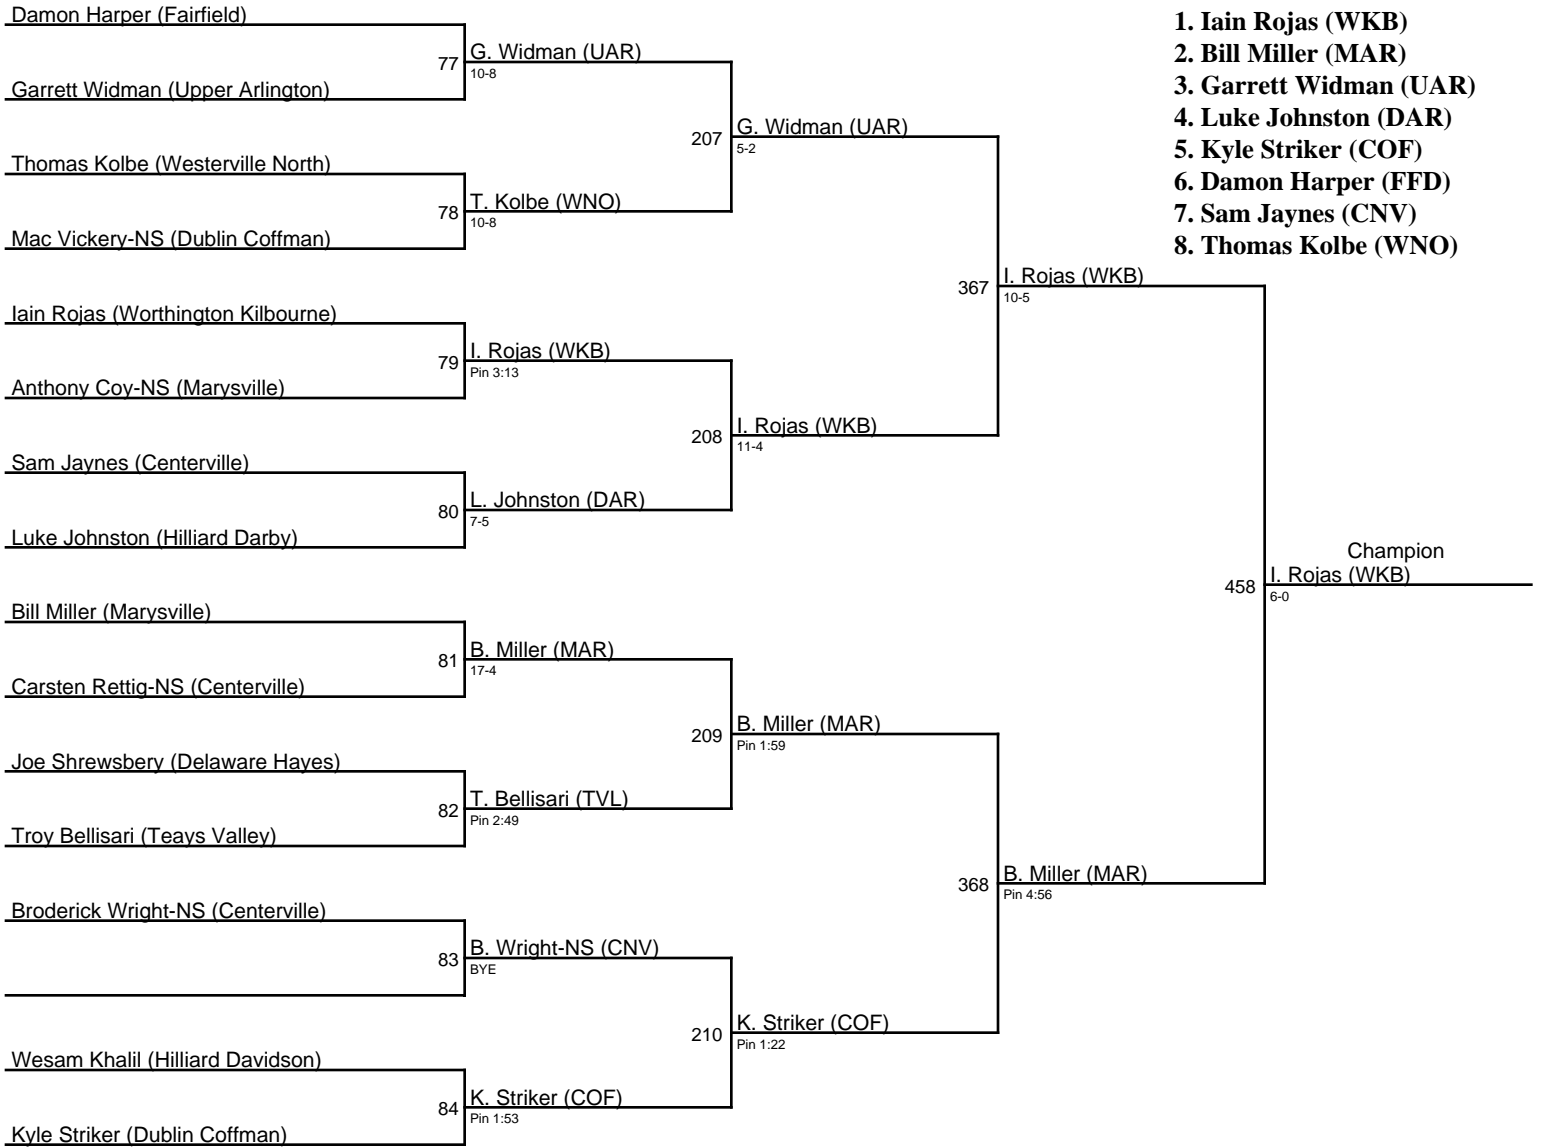 Damon Harper (Fairfield)
77
G. Widman (UAR)
10-8
Garrett Widman (Upper Arlington)
207
G. Widman (UAR)
5-2
Thomas Kolbe (Westerville North)
78
T. Kolbe (WNO)
10-8
Mac Vickery-NS (Dublin Coffman)
367
I. Rojas (WKB)
10-5
Iain Rojas (Worthington Kilbourne)
79
I. Rojas (WKB)
Pin 3:13
Anthony Coy-NS (Marysville)
208
I. Rojas (WKB)
11-4
Sam Jaynes (Centerville)
80
L. Johnston (DAR)
7-5
Luke Johnston (Hilliard Darby)
Champion
458
I. Rojas (WKB)
6-0
Bill Miller (Marysville)
81
B. Miller (MAR)
17-4
Carsten Rettig-NS (Centerville)
209
B. Miller (MAR)
Pin 1:59
Joe Shrewsbery (Delaware Hayes)
82
T. Bellisari (TVL)
Pin 2:49
Troy Bellisari (Teays Valley)
368
B. Miller (MAR)
Pin 4:56
Broderick Wright-NS (Centerville)
83
B. Wright-NS (CNV)
BYE
210
K. Striker (COF)
Pin 1:22
Wesam Khalil (Hilliard Davidson)
84
K. Striker (COF)
Pin 1:53
Kyle Striker (Dublin Coffman)
1. Iain Rojas (WKB)
2. Bill Miller (MAR)
3. Garrett Widman (UAR)
4. Luke Johnston (DAR)
5. Kyle Striker (COF)
6. Damon Harper (FFD)
7. Sam Jaynes (CNV)
8. Thomas Kolbe (WNO)